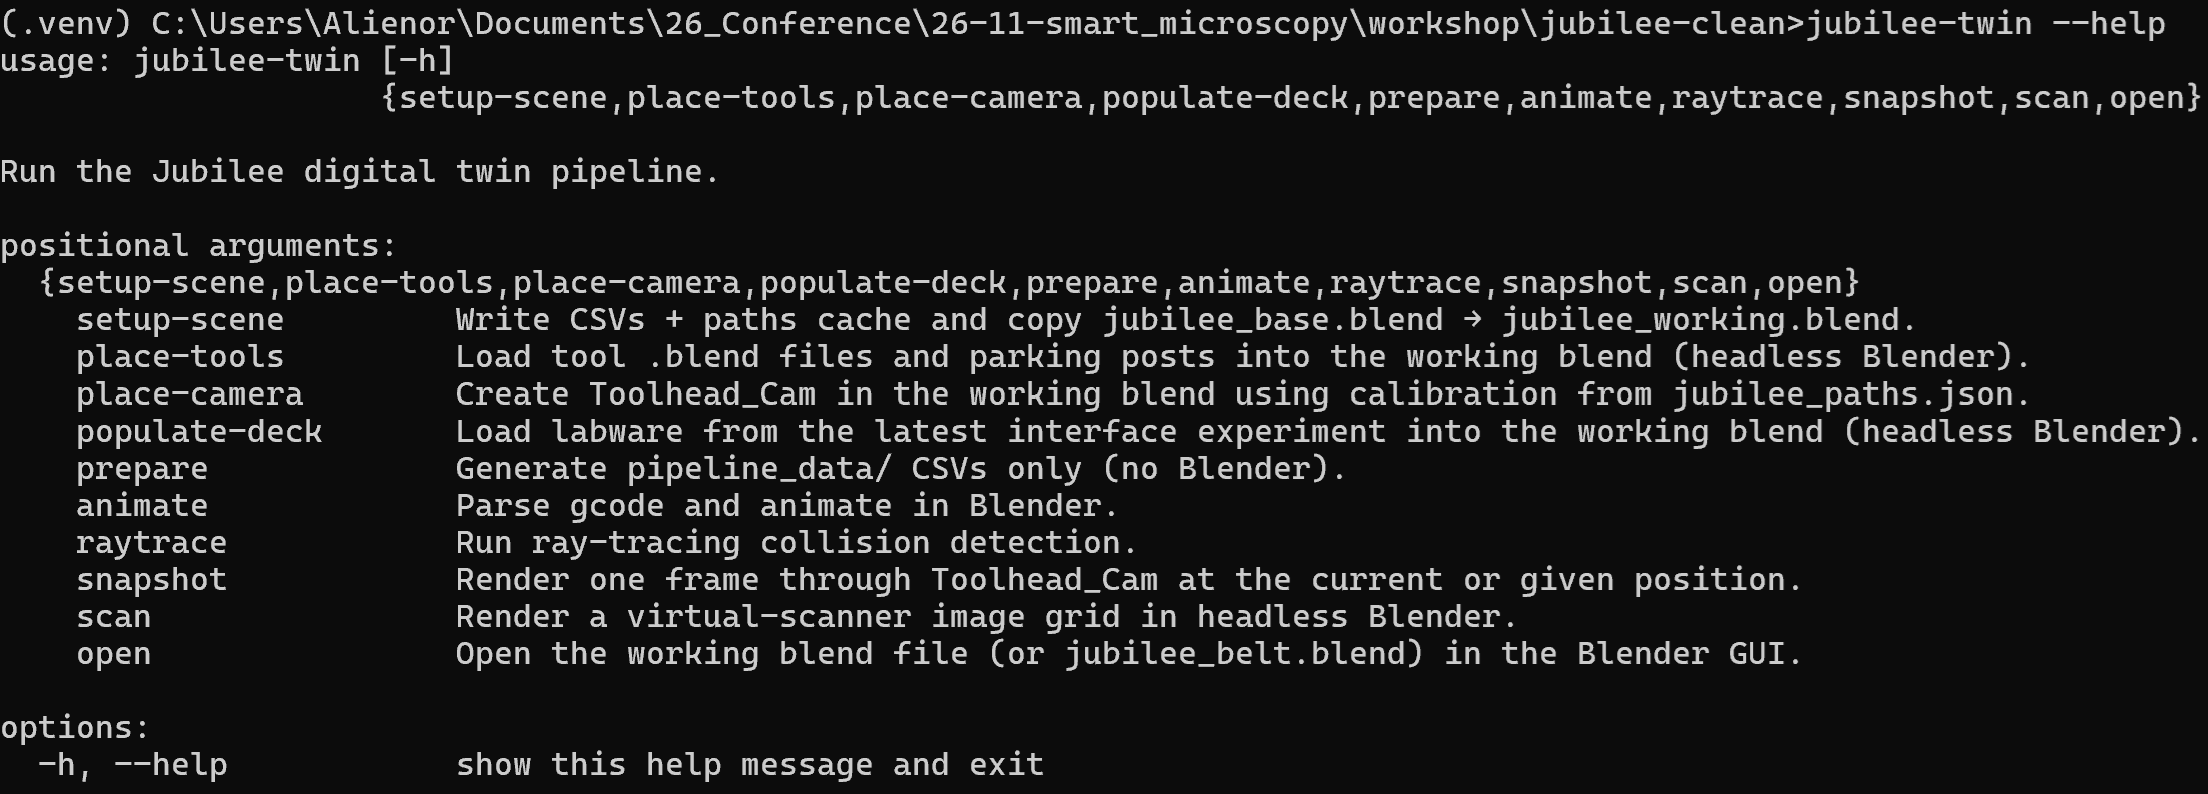 (.venv) C:\Users\Alienor\Documents\26_Conference\26-11-smart_microscopy\workshop\jubilee-clean>jubilee-twin --help
usage: jubilee-twin [-h]
                    {setup-scene,place-tools,place-camera,populate-deck,prepare,animate,raytrace,snapshot,scan,open}
Run the Jubilee digital twin pipeline.
positional arguments:
  {setup-scene,place-tools,place-camera,populate-deck,prepare,animate,raytrace,snapshot,scan,open}
    setup-scene         Write CSVs + paths cache and copy jubilee_base.blend → jubilee_working.blend.
    place-tools         Load tool .blend files and parking posts into the working blend (headless Blender).
    place-camera        Create Toolhead_Cam in the working blend using calibration from jubilee_paths.json.
    populate-deck       Load labware from the latest interface experiment into the working blend (headless Blender).
    prepare             Generate pipeline_data/ CSVs only (no Blender).
    animate             Parse gcode and animate in Blender.
    raytrace            Run ray-tracing collision detection.
    snapshot            Render one frame through Toolhead_Cam at the current or given position.
    scan                Render a virtual-scanner image grid in headless Blender.
    open                Open the working blend file (or jubilee_belt.blend) in the Blender GUI.
options:
  -h, --help            show this help message and exit